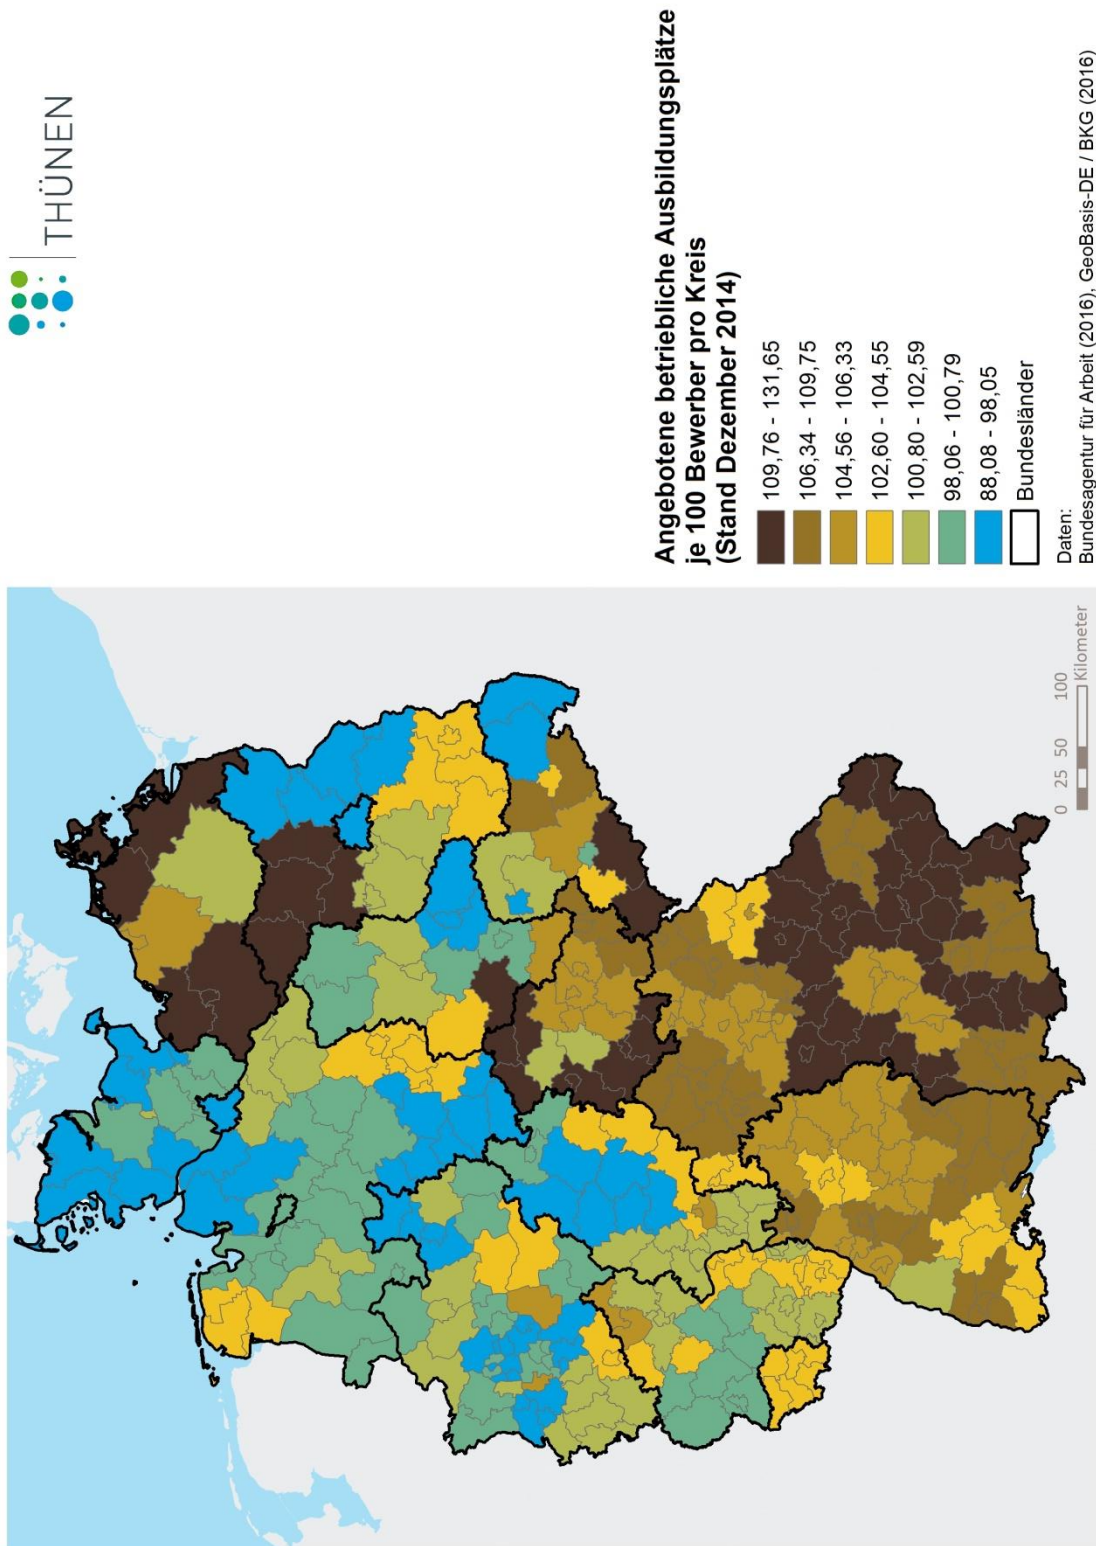 THÜNEN
Angebotene betriebliche Ausbildungsplätze
je 100 Bewerber pro Kreis
(Stand Dezember 2014)
109,76 - 131,65
106,34 - 109,75
104,56 - 106,33
102,60 - 104,55
100,80 - 102,59
98,06 - 100,79
88,08 - 98,05
Bundesländer
Daten:
Bundesagentur für Arbeit (2016), GeoBasis-DE / BKG (2016)
0 25 50 100
Kilometer